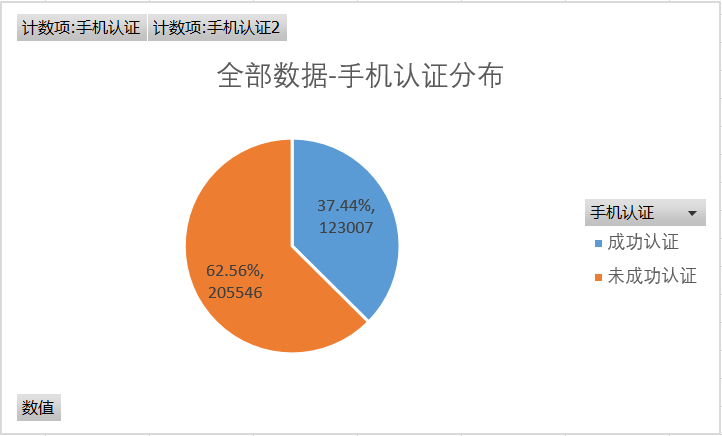 计数项:手机认证 计数项:手机认证2
全部数据-手机认证分布
37.44%,
123007
62.56%,
205546
手机认证
成功认证
未成功认证
数值